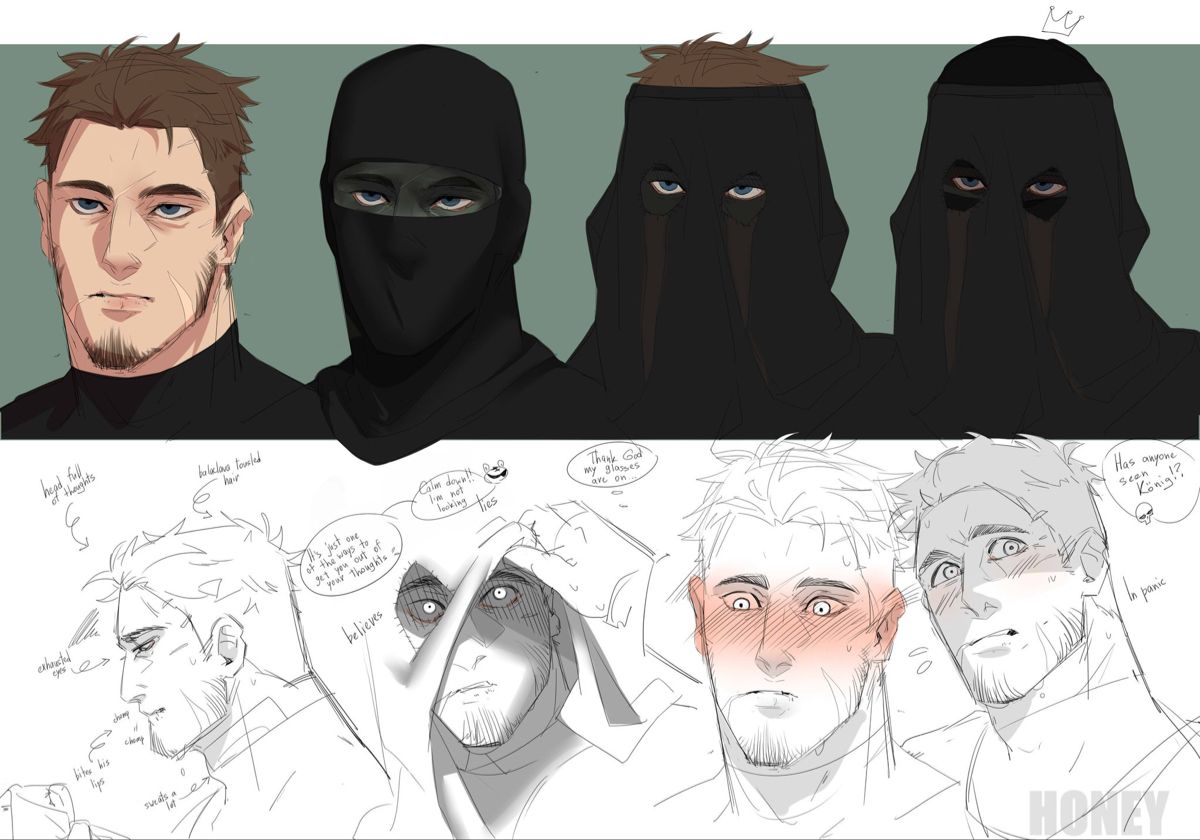 head full
of thoughts
balaclava tousled
hair
exhausted
eyes
chomp
chomp
bites his
lips
sweats a
lot
It's just one
of the ways to
get you out of
your thoughts
Calm down!!
I'm not
looking
lies
believes
Thank God
my glasses
are on...
Has anyone
seen
König!?
In panic
HONEY